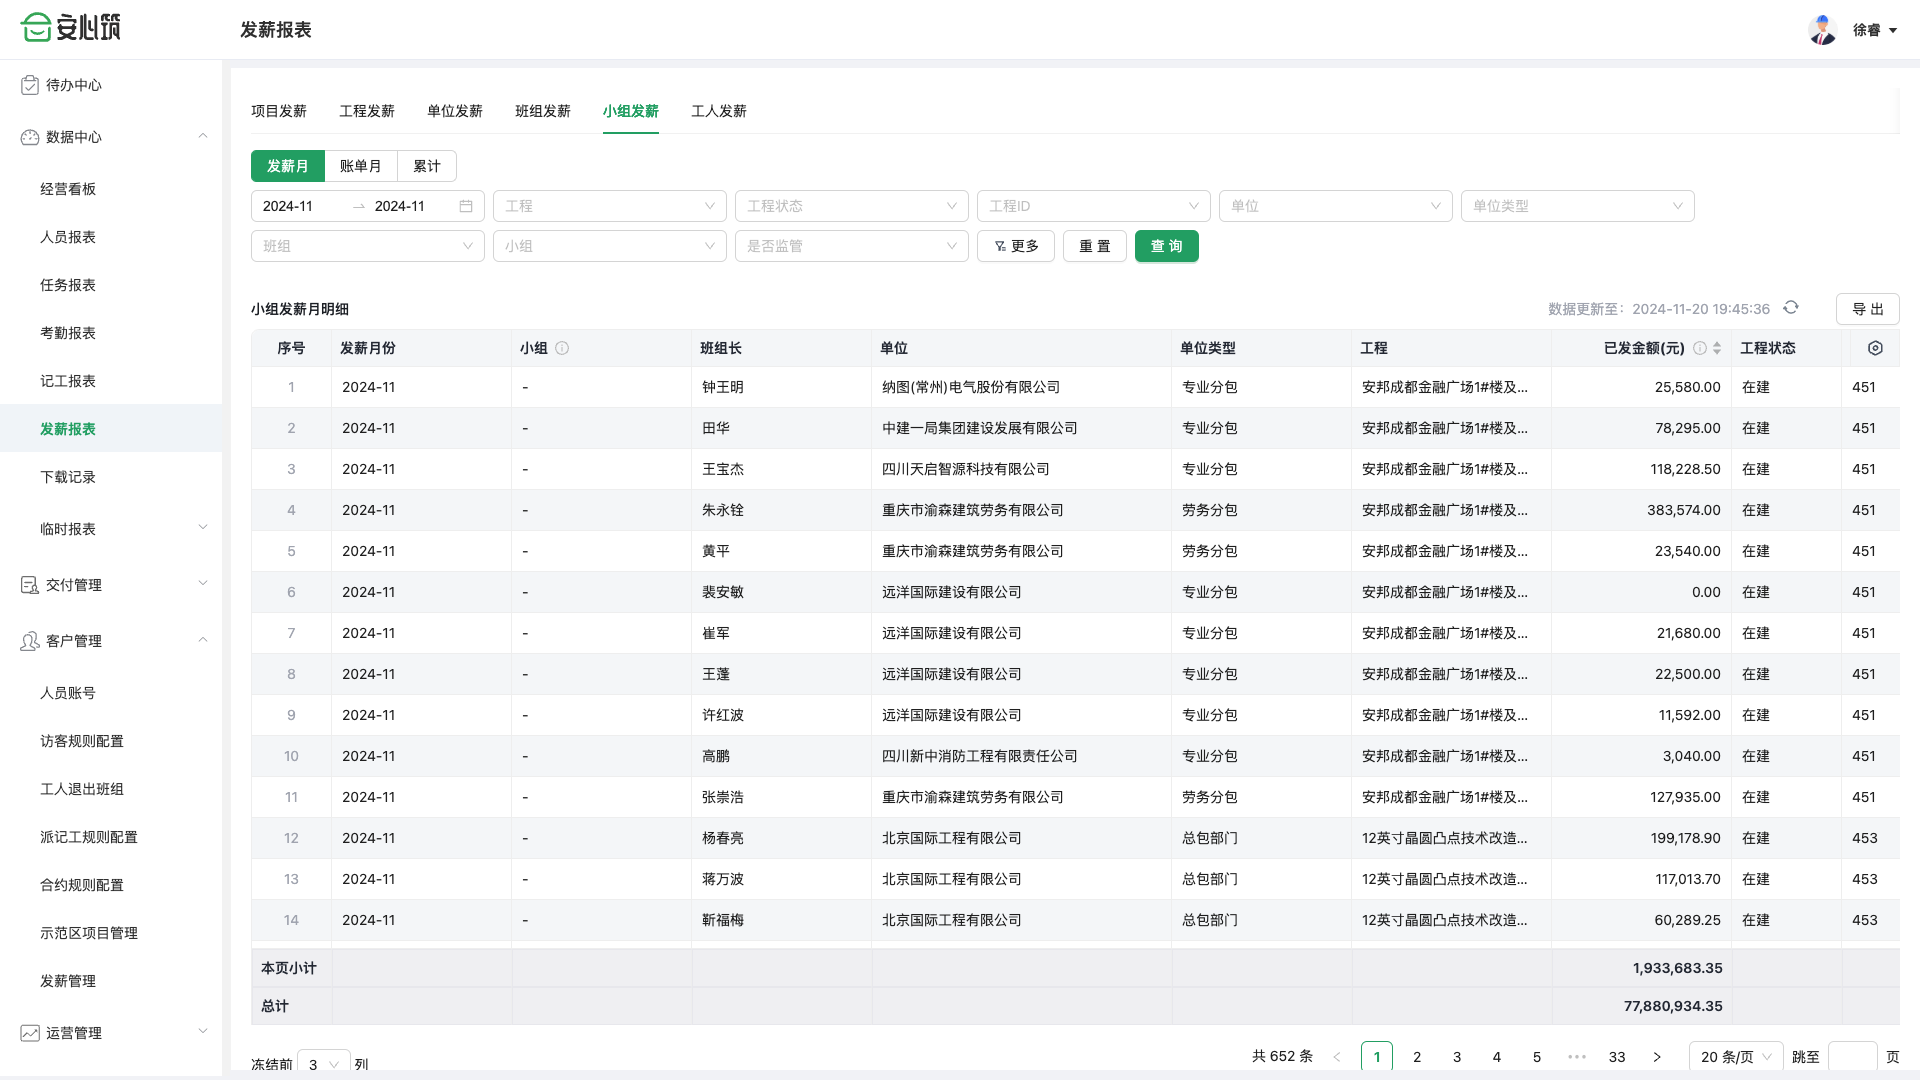 安心筑
发薪报表
徐睿
待办中心
数据中心
经营看板
人员报表
任务报表
考勤报表
记工报表
发薪报表
下载记录
临时报表
交付管理
客户管理
人员账号
访客规则配置
工人退出班组
派记工规则配置
合约规则配置
示范区项目管理
发薪管理
运营管理
项目发薪 工程发薪 单位发薪 班组发薪 小组发薪 工人发薪
发薪月 账单月 累计
2024-11 → 2024-11 工程 工程状态 工程ID 单位 单位类型
班组 小组 是否监管 更多 重 置 查 询
小组发薪月明细 数据更新至：2024-11-20 19:45:36 导 出
序号 发薪月份 小组 班组长 单位 单位类型 工程 已发金额(元) 工程状态
1 2024-11 - 钟王明 纳图(常州)电气股份有限公司 专业分包 安邦成都金融广场1#楼及... 25,580.00 在建 451
2 2024-11 - 田华 中建一局集团建设发展有限公司 专业分包 安邦成都金融广场1#楼及... 78,295.00 在建 451
3 2024-11 - 王宝杰 四川天启智源科技有限公司 专业分包 安邦成都金融广场1#楼及... 118,228.50 在建 451
4 2024-11 - 朱永铨 重庆市渝森建筑劳务有限公司 劳务分包 安邦成都金融广场1#楼及... 383,574.00 在建 451
5 2024-11 - 黄平 重庆市渝森建筑劳务有限公司 劳务分包 安邦成都金融广场1#楼及... 23,540.00 在建 451
6 2024-11 - 裴安敏 远洋国际建设有限公司 专业分包 安邦成都金融广场1#楼及... 0.00 在建 451
7 2024-11 - 崔军 远洋国际建设有限公司 专业分包 安邦成都金融广场1#楼及... 21,680.00 在建 451
8 2024-11 - 王蓬 远洋国际建设有限公司 专业分包 安邦成都金融广场1#楼及... 22,500.00 在建 451
9 2024-11 - 许红波 远洋国际建设有限公司 专业分包 安邦成都金融广场1#楼及... 11,592.00 在建 451
10 2024-11 - 高鹏 四川新中消防工程有限责任公司 专业分包 安邦成都金融广场1#楼及... 3,040.00 在建 451
11 2024-11 - 张崇浩 重庆市渝森建筑劳务有限公司 劳务分包 安邦成都金融广场1#楼及... 127,935.00 在建 451
12 2024-11 - 杨春亮 北京国际工程有限公司 总包部门 12英寸晶圆凸点技术改造... 199,178.90 在建 453
13 2024-11 - 蒋万波 北京国际工程有限公司 总包部门 12英寸晶圆凸点技术改造... 117,013.70 在建 453
14 2024-11 - 靳福梅 北京国际工程有限公司 总包部门 12英寸晶圆凸点技术改造... 60,289.25 在建 453
本页小计 1,933,683.35
总计 77,880,934.35
冻结前 3 列 共 652 条 < 1 2 3 4 5 ••• 33 > 20 条/页 跳至 页